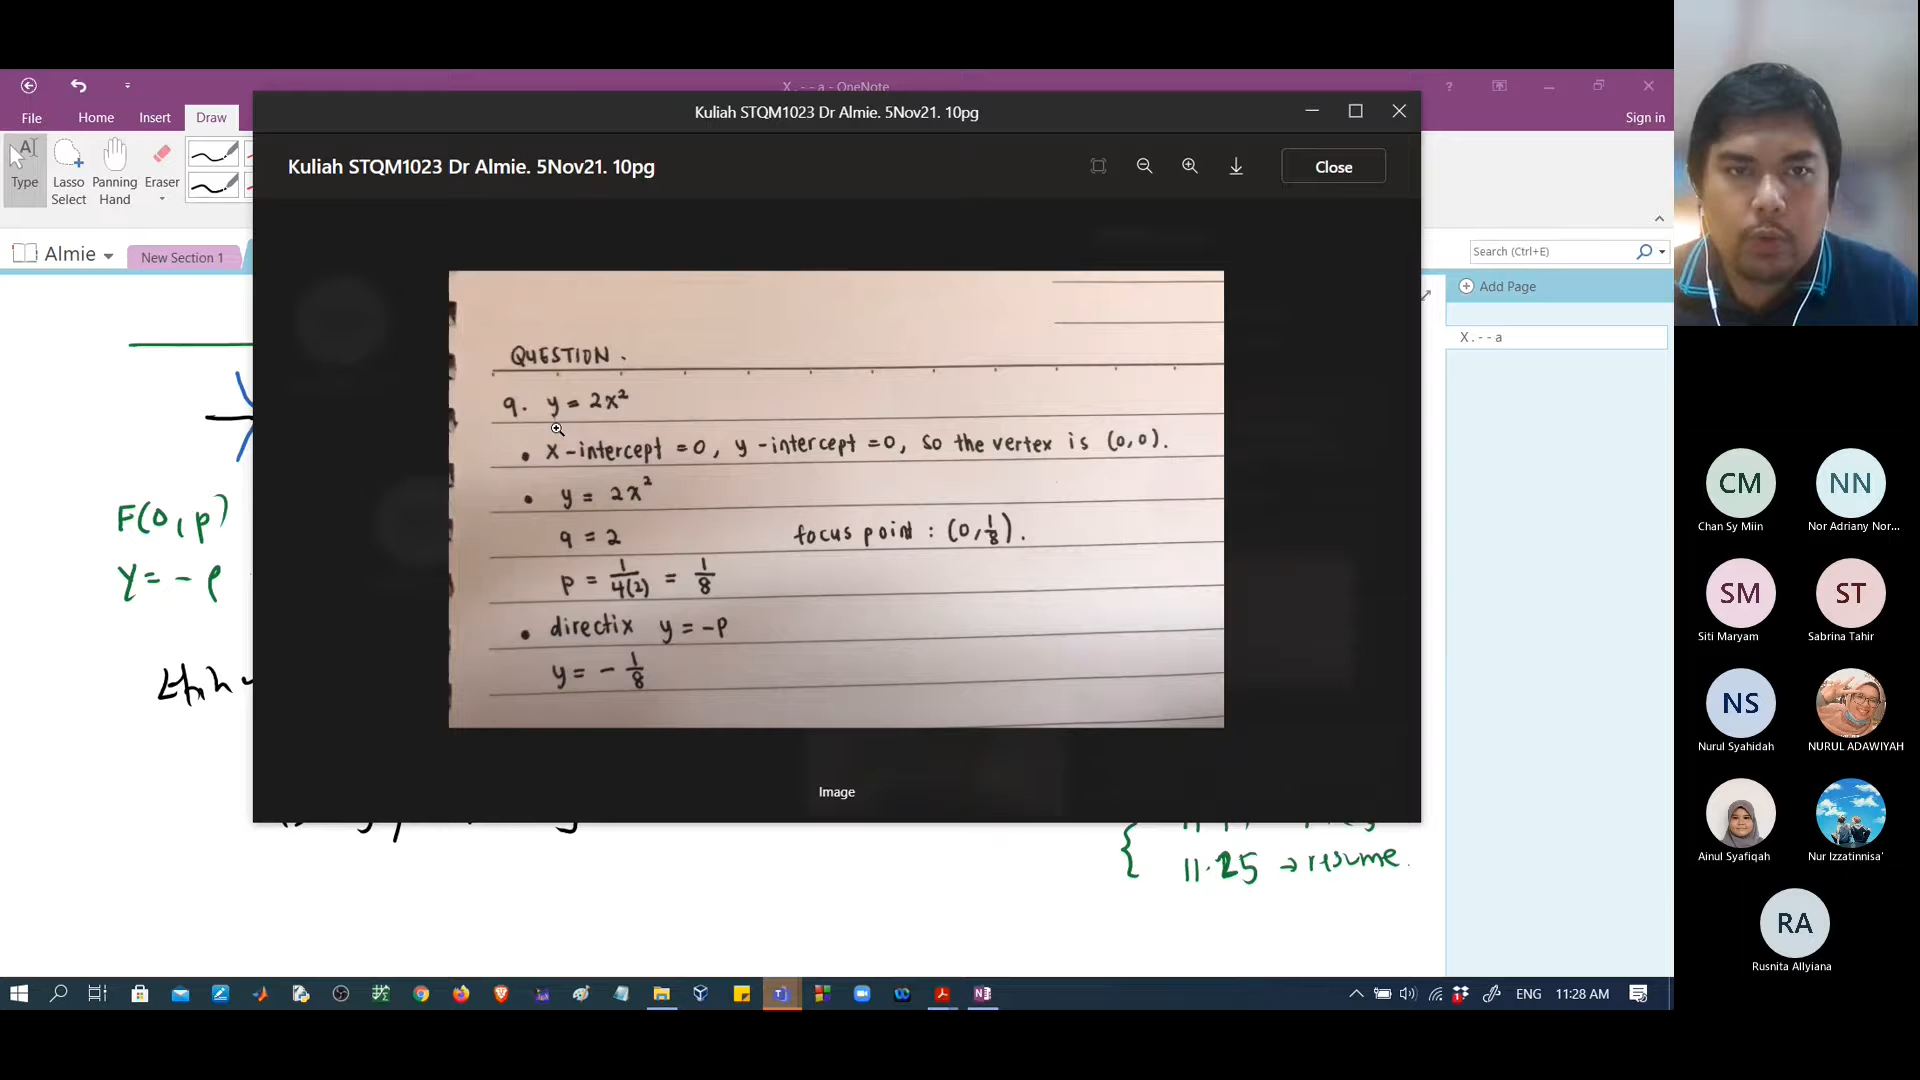 X . - - a - OneNote
File
Home
Insert
Draw
Sign in
Type
Lasso Select
Panning Hand
Eraser
Almie
New Section 1
Search (Ctrl+E)
Add Page
X . - - a
Kuliah STQM1023 Dr Almie. 5Nov21. 10pg
Kuliah STQM1023 Dr Almie. 5Nov21. 10pg
Close
QUESTION .
9. y = 2x²
• x-intercept = 0, y-intercept = 0, so the vertex is (0,0).
• y = 2x²
a = 2
focus point : (0, 1/8).
p = 1/4(2) = 1/8
• directix y = -p
y = - 1/8
Image
F(0, p)
y = - p
11.25 → resume.
CM
Chan Sy Miin
NN
Nor Adriany Nor...
SM
Siti Maryam
ST
Sabrina Tahir
NS
Nurul Syahidah
NURUL ADAWIYAH
Ainul Syafiqah
Nur Izzatinnisa'
RA
Rusnita Allyiana
ENG
11:28 AM